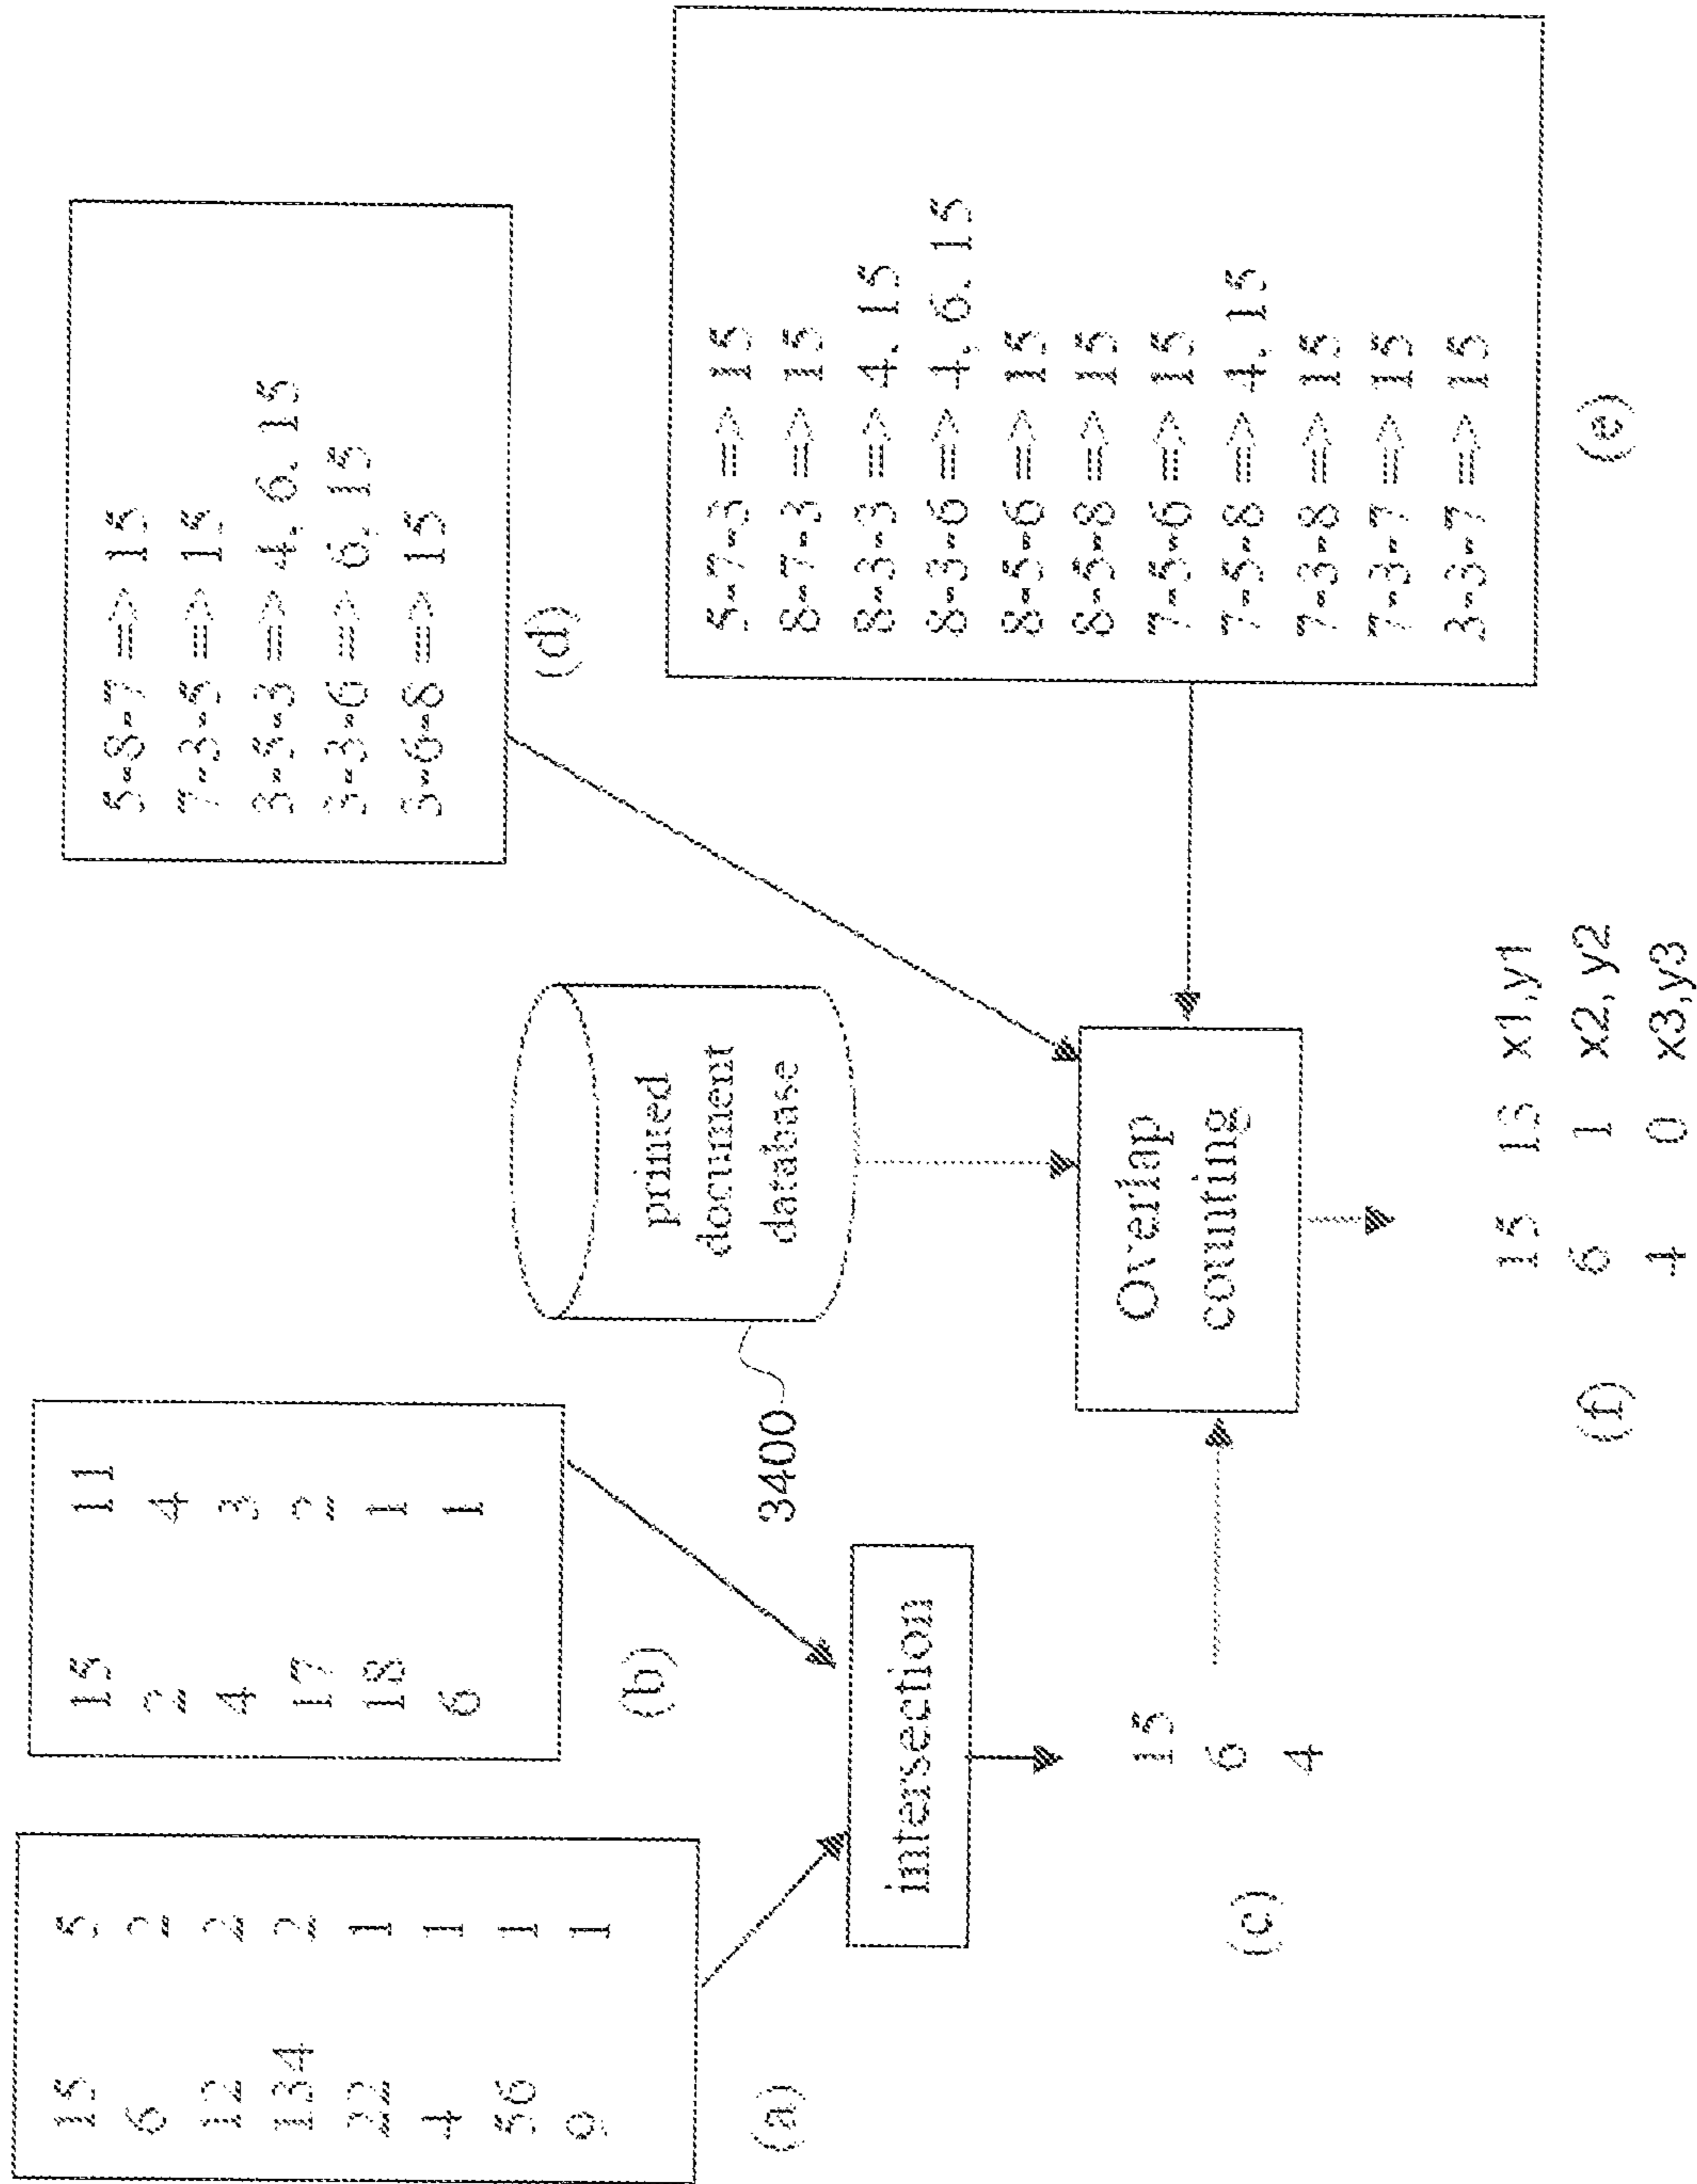 15 5
6 2
12 2
134 2
22 1
4 1
56 1
9 1
(a)
15 11
2 4
4 3
17 2
18 1
6 1
(b)
intersection
15
6
4
(c)
3400
printed
document
database
5-8-7 ⇒ 15
7-3-5 ⇒ 15
3-5-3 ⇒ 4, 6, 15
5-3-6 ⇒ 6, 15
3-6-8 ⇒ 15
(d)
5-7-3 ⇒ 15
8-7-3 ⇒ 15
8-3-3 ⇒ 4, 15
8-3-6 ⇒ 4, 6, 15
8-5-6 ⇒ 15
8-5-8 ⇒ 15
7-5-6 ⇒ 15
7-5-8 ⇒ 4, 15
7-3-8 ⇒ 15
7-3-7 ⇒ 15
3-3-7 ⇒ 15
(e)
Overlap
counting
15 15 x1,y1
6 1 x2,y2
4 0 x3,y3
(f)